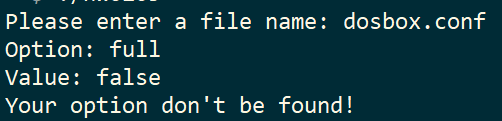 Please enter a file name: dosbox.conf
Option: full
Value: false
Your option don't be found!